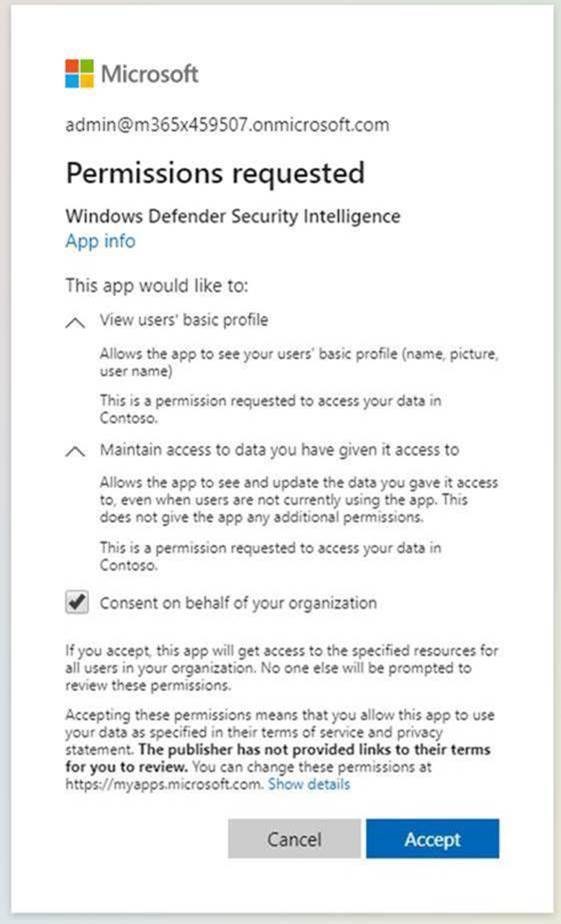 Microsoft
admin@m365x459507.onmicrosoft.com
Permissions requested
Windows Defender Security Intelligence
App info
This app would like to:
View users' basic profile
Allows the app to see your users' basic profile (name, picture,
user name)
This is a permission requested to access your data in
Contoso.
Maintain access to data you have given it access to
Allows the app to see and update the data you gave it access
to, even when users are not currently using the app. This
does not give the app any additional permissions.
This is a permission requested to access your data in
Contoso.
Consent on behalf of your organization
If you accept, this app will get access to the specified resources for
all users in your organization. No one else will be prompted to
review these permissions.
Accepting these permissions means that you allow this app to use
your data as specified in their terms of service and privacy
statement. The publisher has not provided links to their terms
for you to review. You can change these permissions at
https://myapps.microsoft.com. Show details
Cancel
Accept